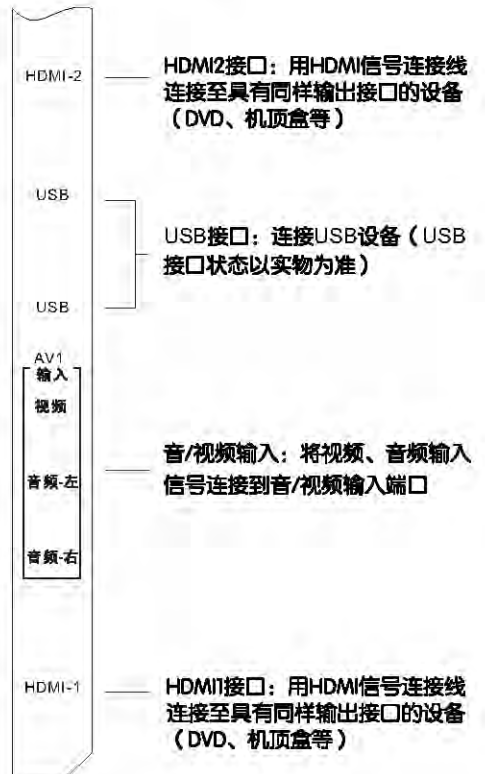 HDMI-2
HDMI2接口：用HDMI信号连接线
连接至具有同样输出接口的设备
（DVD、机顶盒等）
USB
USB接口：连接USB设备（USB
接口状态以实物为准）
USB
AV1
输入
视频
音频-左
音/视频输入：将视频、音频输入
信号连接到音/视频输入端口
音频-右
HDMI-1
HDMI1接口：用HDMI信号连接线
连接至具有同样输出接口的设备
（DVD、机顶盒等）